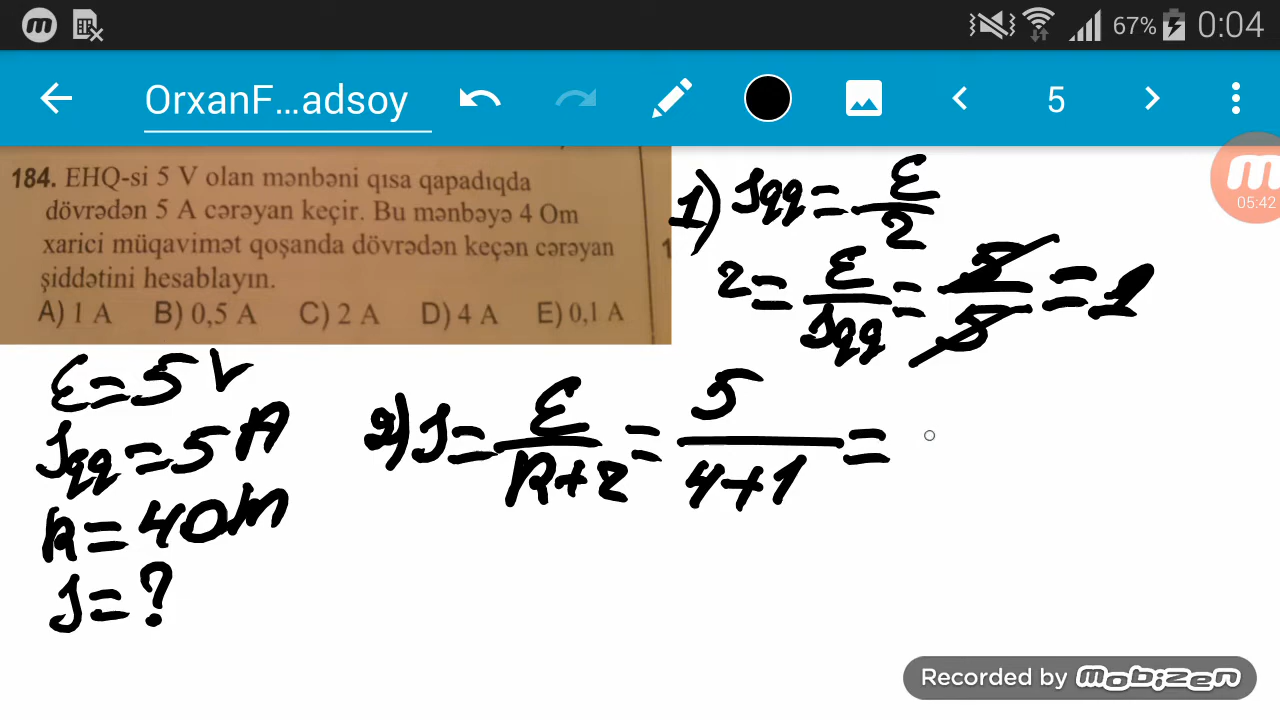 67% 0:04
OrxanF...adsoy 5
05:42
184. EHQ-si 5 V olan mənbəni qısa qapadıqda
dövrədən 5 A cərəyan keçir. Bu mənbəyə 4 Om
xarici müqavimət qoşanda dövrədən keçən cərəyan
şiddətini hesablayın.
A) 1 A B) 0,5 A C) 2 A D) 4 A E) 0,1 A
1) Jqq = ε/r
r = ε/Jqq = 5/5 = 1
ε = 5 V
Jqq = 5 A
R = 4 Om
J = ?
2) J = ε/R+r = 5/4+1 =
Recorded by mobizen